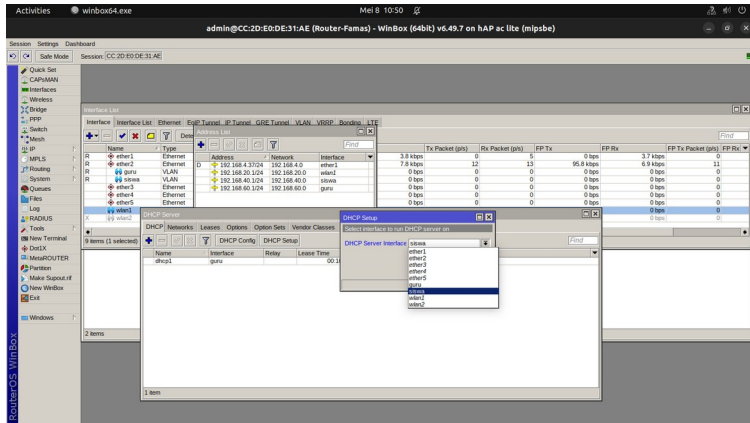 Activities winbox64.exe Mei 8 10:50
admin@CC:2D:E0:DE:31:AE (Router-Famas) - WinBox (64bit) v6.49.7 on hAP ac lite (mipsbe)
Session Settings Dashboard
Safe Mode Session: CC:2D:E0:DE:31:AE
Quick Set
CAPsMAN
Interfaces
Wireless
Bridge
PPP
Switch
Mesh
IP
MPLS
Routing
System
Queues
Files
Log
RADIUS
Tools
New Terminal
Dot1X
MetaROUTER
Partition
Make Supout.rif
New WinBox
Exit
Windows
RouterOS WinBox
Interface List
Interface Interface List Ethernet EoIP Tunnel IP Tunnel GRE Tunnel VLAN VRRP Bonding LTE
Dete Find
Name Type Tx Packet (p/s) Rx Packet (p/s) FP Tx FP Rx FP Tx Packet (p/s) FP Rx
R ether1 Ethernet 3.8 kbps 0 5 0 bps 3.7 kbps 0
R ether2 Ethernet 7.8 kbps 12 13 95.8 kbps 6.9 kbps 11
R guru VLAN 0 bps 0 0 0 bps 0 bps 0
R siswa VLAN 0 bps 0 0 0 bps 0 bps 0
ether3 Ethernet 0 bps 0 0 0 bps 0 bps 0
ether4 Ethernet 0 bps 0 0 0 bps 0 bps 0
ether5 Ethernet 0 bps 0 0 0 bps 0 bps 0
wlan1 0 bps 0
X wlan2 0 bps 0
9 items (1 selected)
Address List
Find
Address Network Interface
D 192.168.4.37/24 192.168.4.0 ether1
192.168.20.1/24 192.168.20.0 wlan1
192.168.40.1/24 192.168.40.0 siswa
192.168.60.1/24 192.168.60.0 guru
2 items
DHCP Server
DHCP Networks Leases Options Option Sets Vendor Classes
DHCP Config DHCP Setup Find
Name Interface Relay Lease Time
dhcp1 guru
1 item
DHCP Setup
Select interface to run DHCP server on
DHCP Server Interface: siswa
ether1
ether2
ether3
ether4
ether5
guru
siswa
wlan1
wlan2